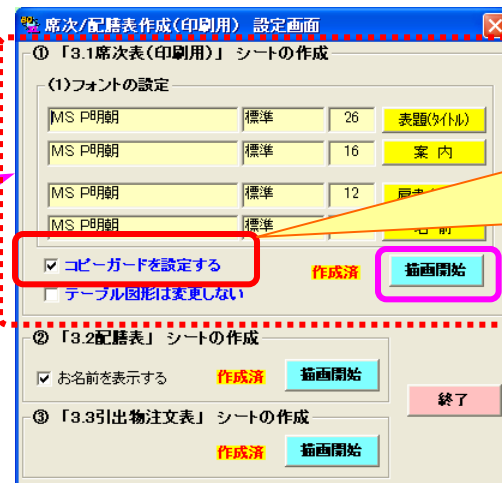 席次/配膳表作成(印刷用) 設定画面
① 「3.1席次表(印刷用)」 シートの作成
(1)フォントの設定
MS P明朝 標準 26 表題(タイトル)
MS P明朝 標準 16 案 内
MS P明朝 標準 12
MS P明朝 標準 名 前
コピーガードを設定する
作成済 描画開始
テーブル図形は変更しない
② 「3.2配膳表」 シートの作成
お名前を表示する 作成済 描画開始
終了
③ 「3.3引出物注文表」 シートの作成
作成済 描画開始